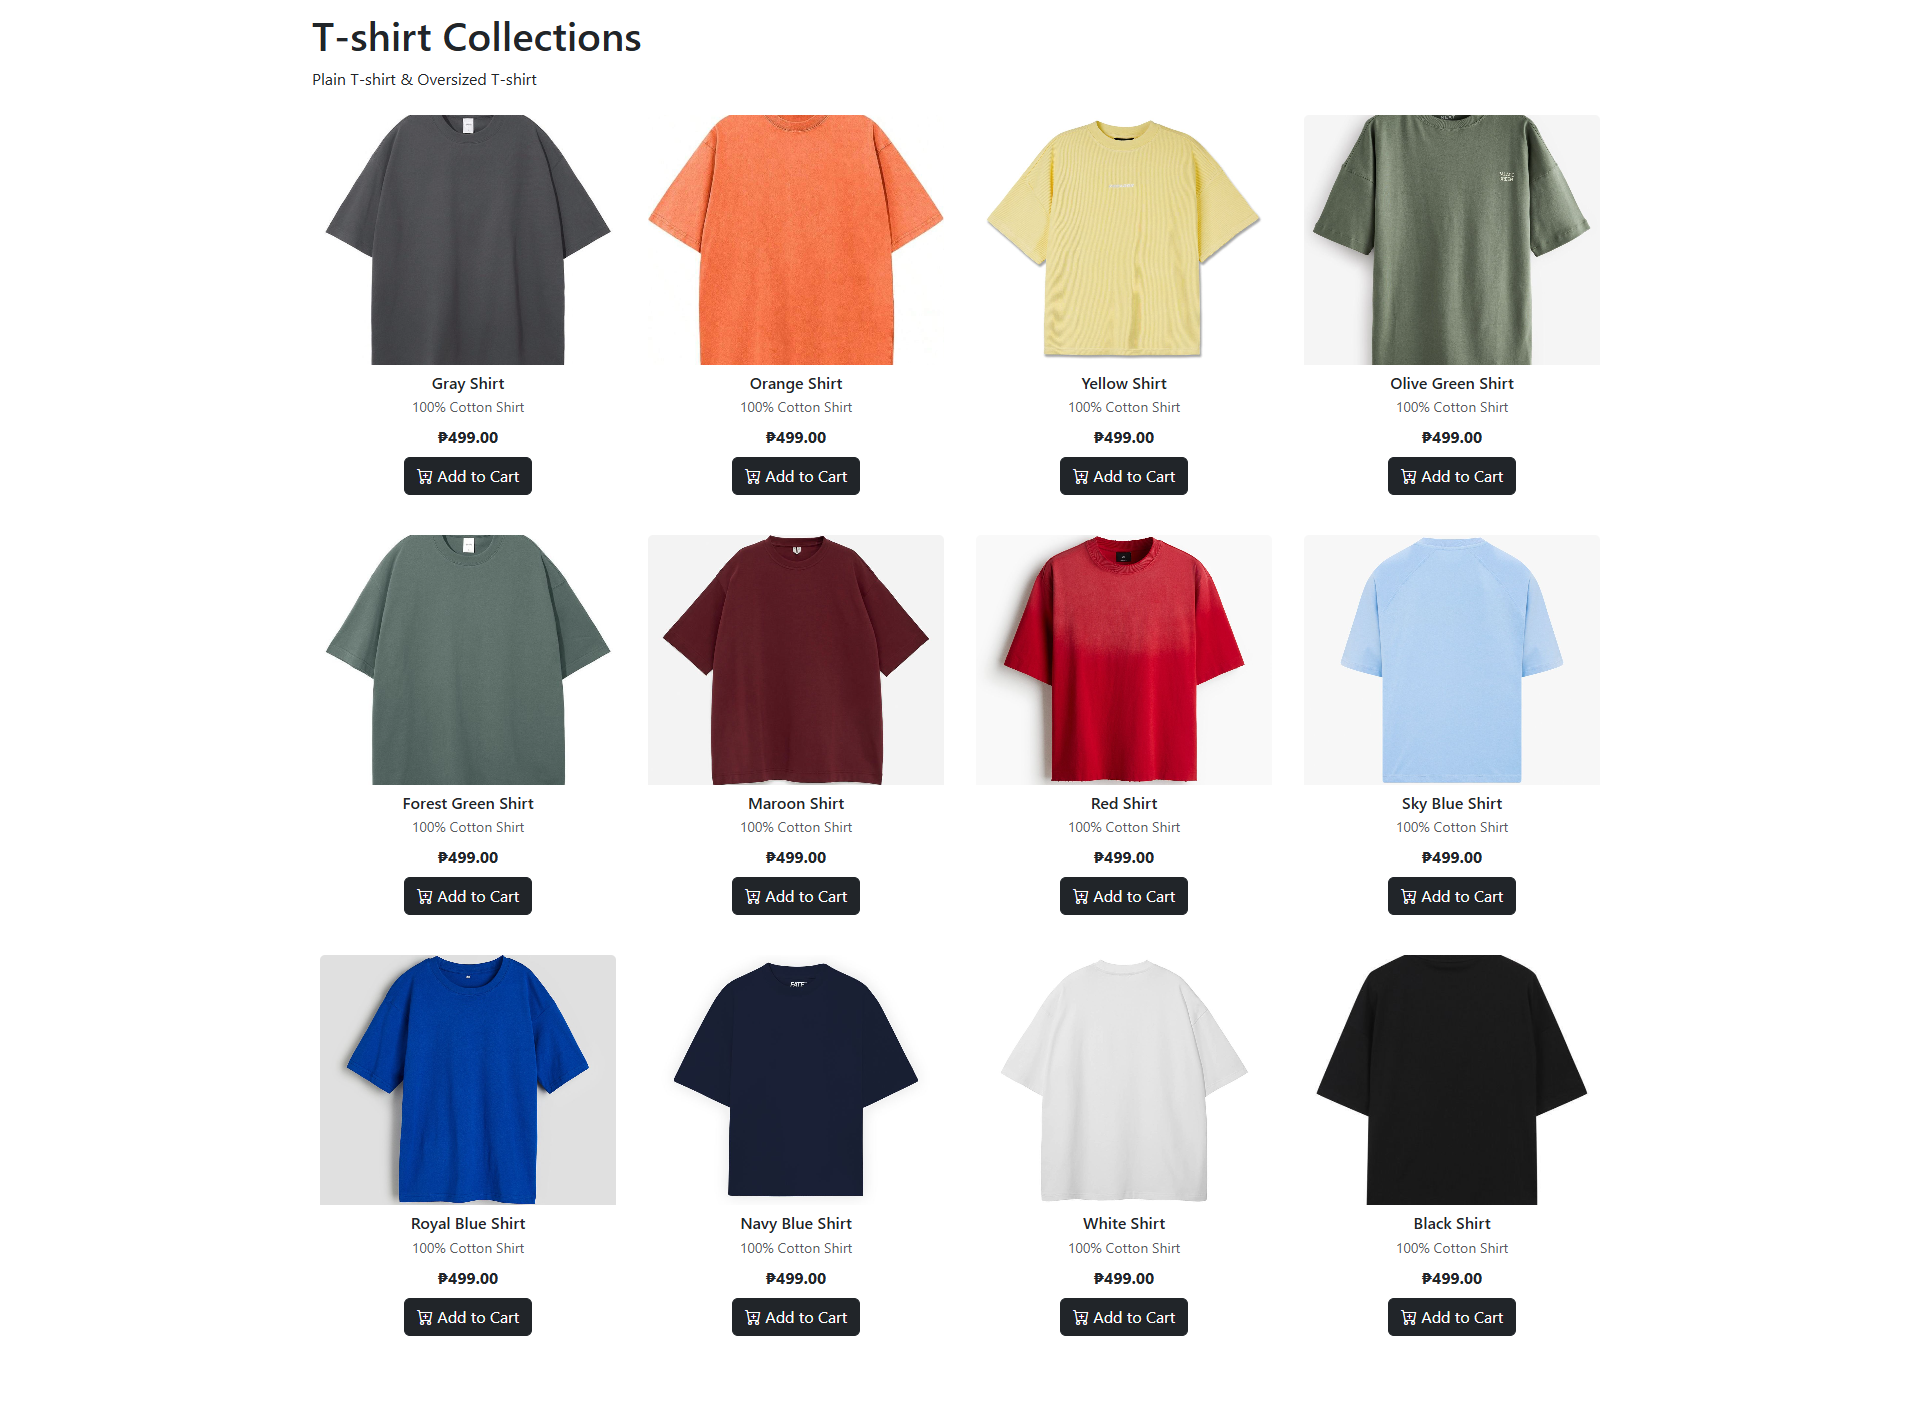 T-shirt Collections
Plain T-shirt & Oversized T-shirt
Gray Shirt
100% Cotton Shirt
₱499.00
Add to Cart
Orange Shirt
100% Cotton Shirt
₱499.00
Add to Cart
Yellow Shirt
100% Cotton Shirt
₱499.00
Add to Cart
Olive Green Shirt
100% Cotton Shirt
₱499.00
Add to Cart
Forest Green Shirt
100% Cotton Shirt
₱499.00
Add to Cart
Maroon Shirt
100% Cotton Shirt
₱499.00
Add to Cart
Red Shirt
100% Cotton Shirt
₱499.00
Add to Cart
Sky Blue Shirt
100% Cotton Shirt
₱499.00
Add to Cart
Royal Blue Shirt
100% Cotton Shirt
₱499.00
Add to Cart
FATE
Navy Blue Shirt
100% Cotton Shirt
₱499.00
Add to Cart
White Shirt
100% Cotton Shirt
₱499.00
Add to Cart
Black Shirt
100% Cotton Shirt
₱499.00
Add to Cart